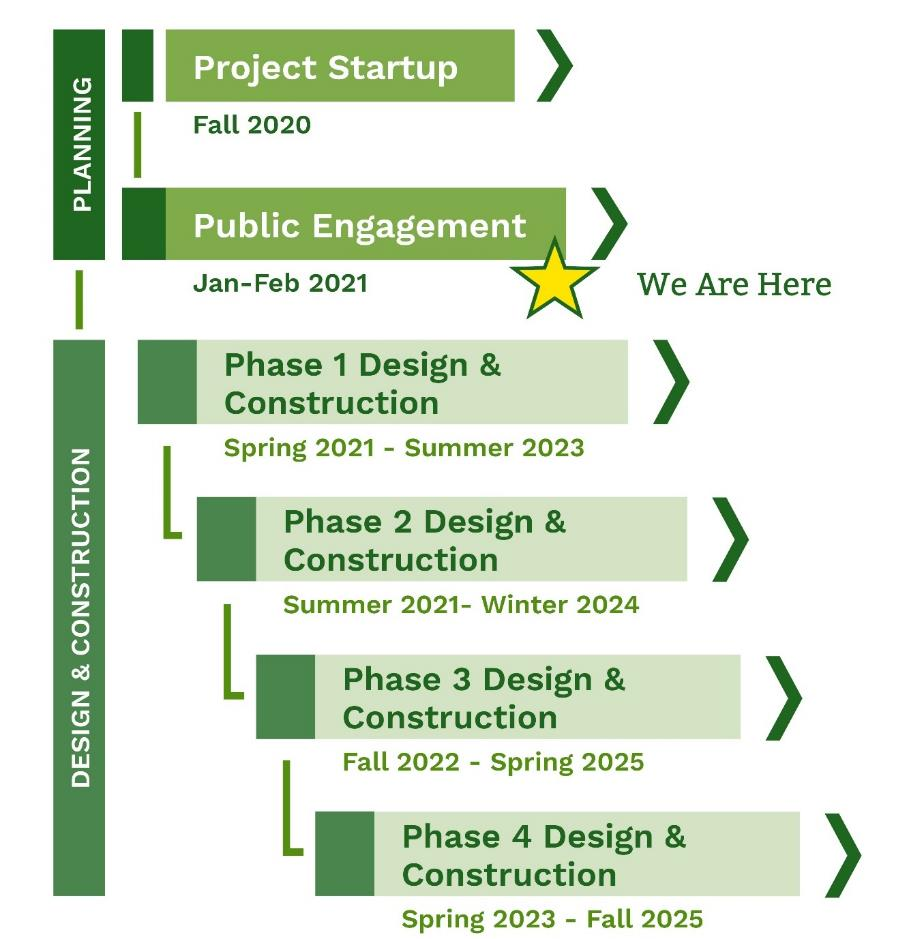 PLANNING
Project Startup
Fall 2020
Public Engagement
Jan-Feb 2021
We Are Here
DESIGN & CONSTRUCTION
Phase 1 Design &
Construction
Spring 2021 - Summer 2023
Phase 2 Design &
Construction
Summer 2021- Winter 2024
Phase 3 Design &
Construction
Fall 2022 - Spring 2025
Phase 4 Design &
Construction
Spring 2023 - Fall 2025